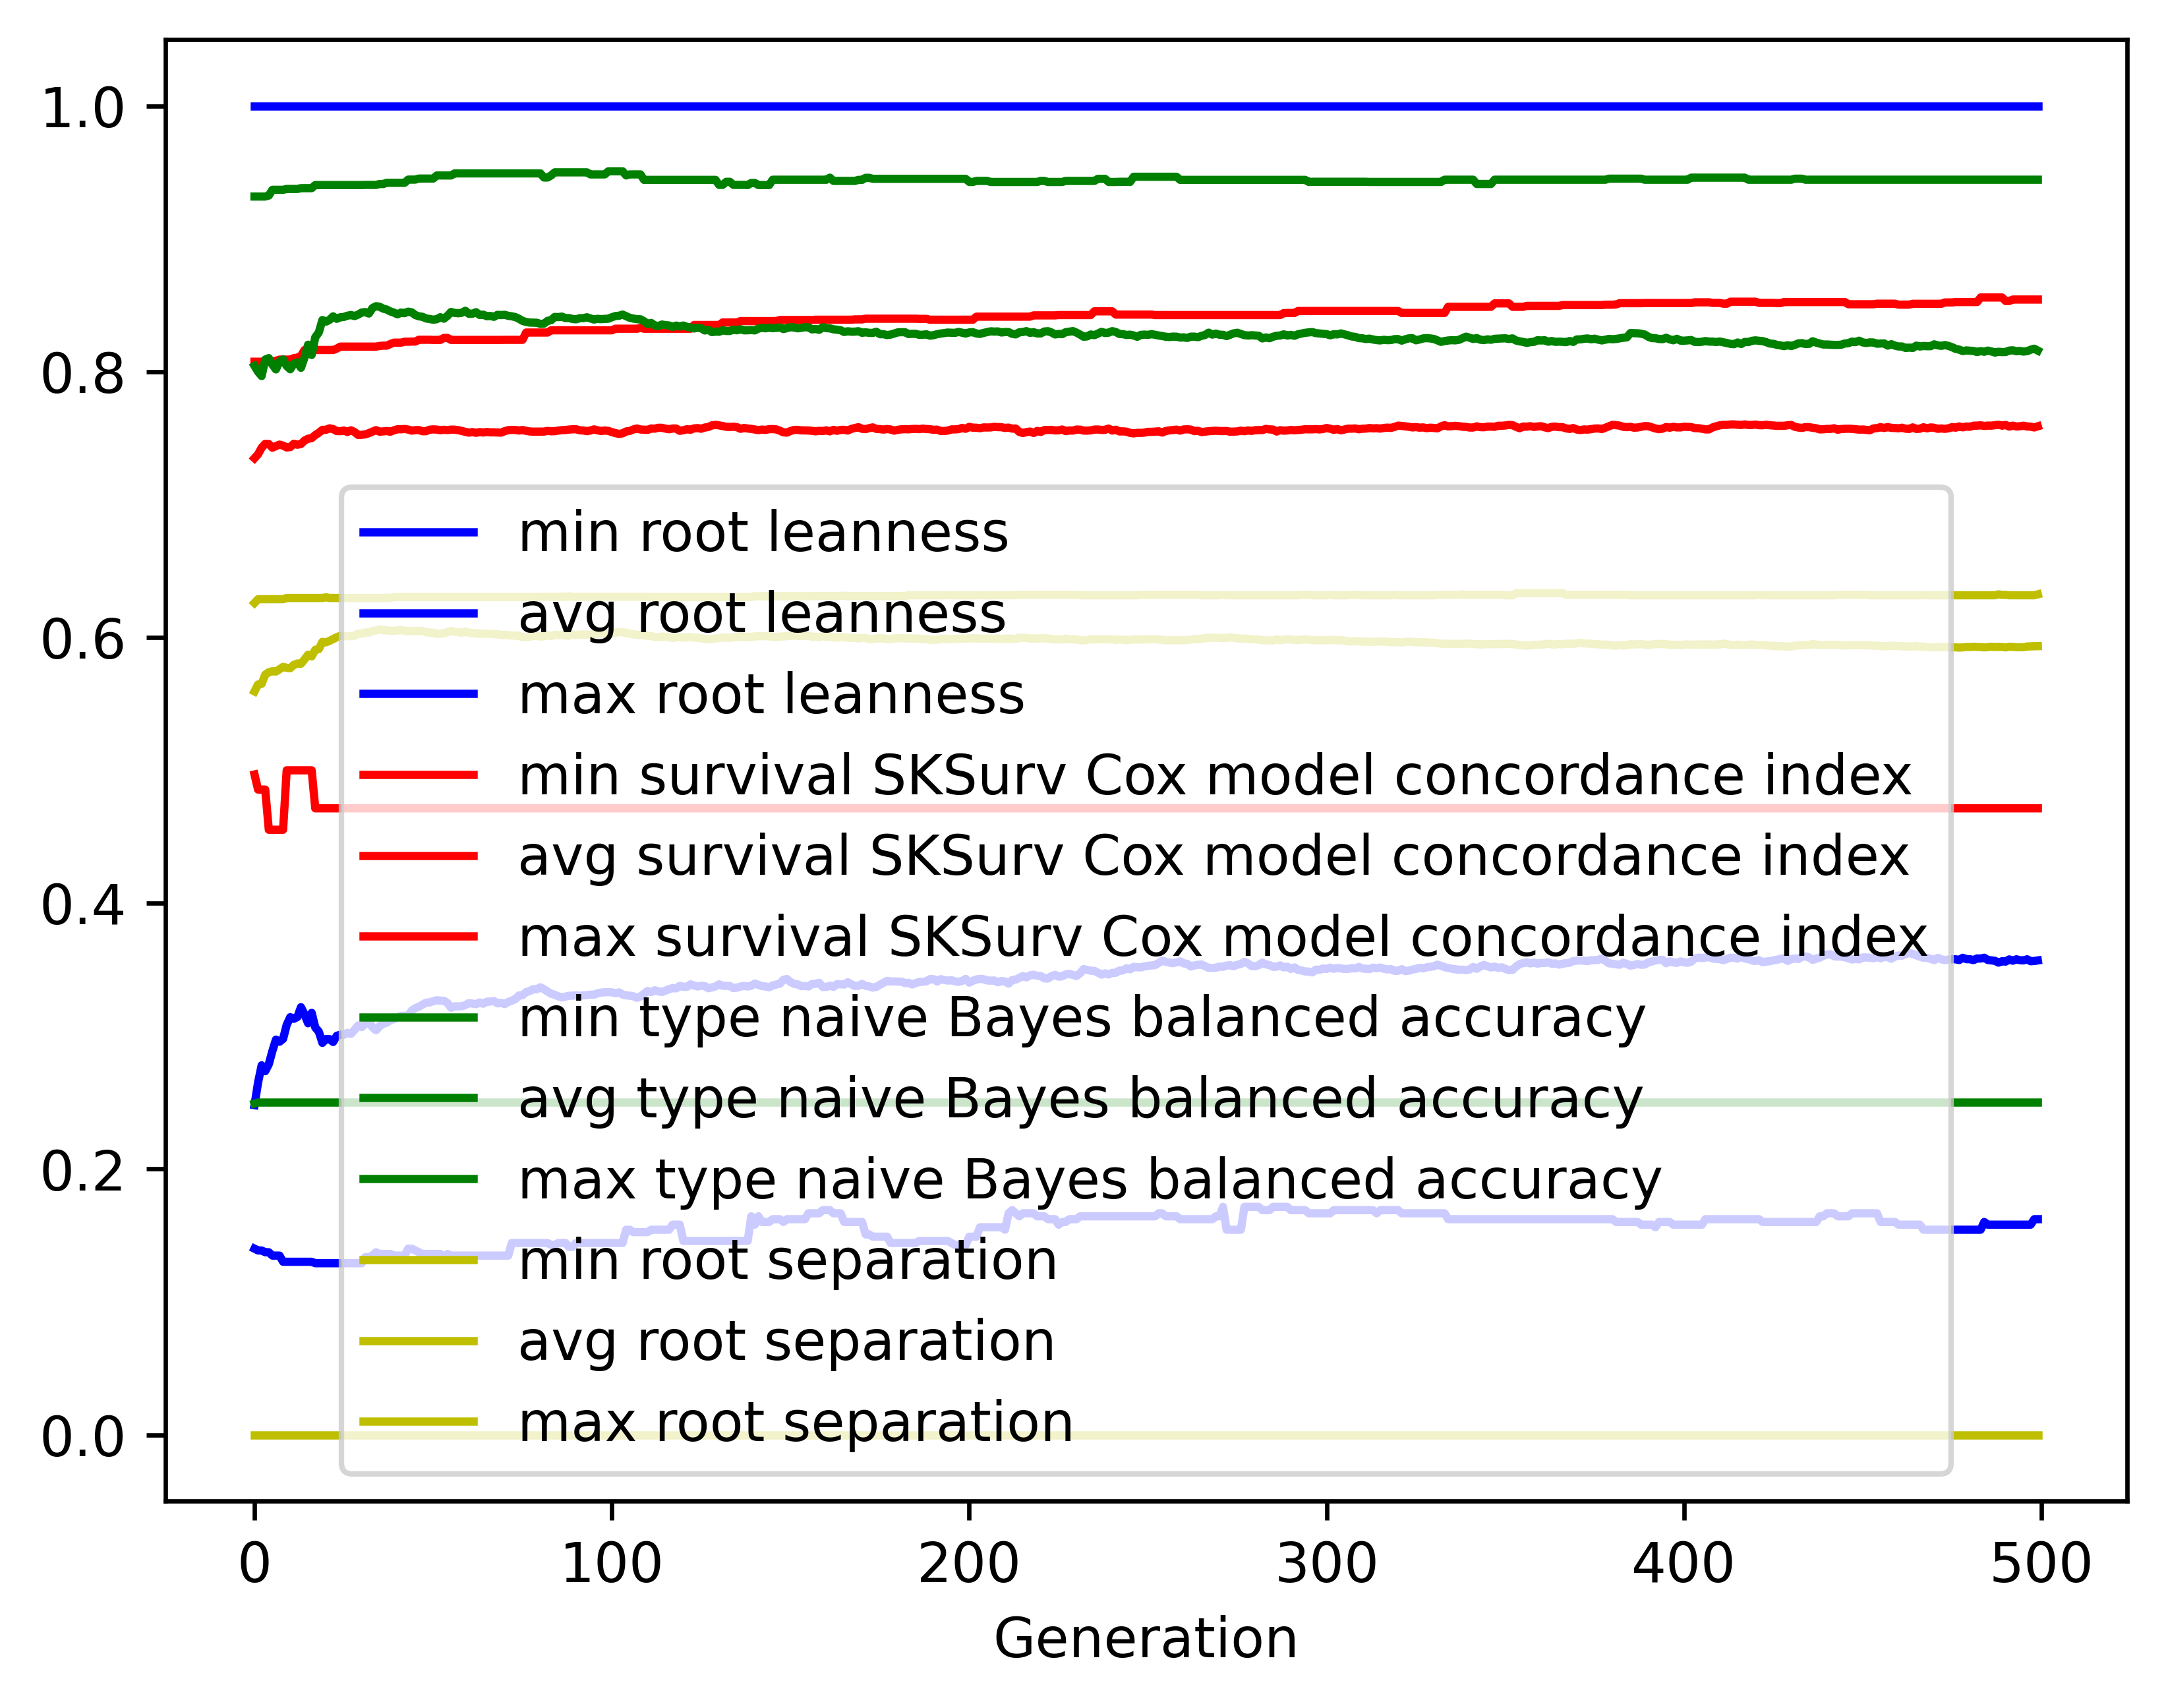 1.0
0.8
0.6
0.4
0.2
0.0
min root leanness
avg root leanness
max root leanness
min survival SKSurv Cox model concordance index
avg survival SKSurv Cox model concordance index
max survival SKSurv Cox model concordance index
min type naive Bayes balanced accuracy
avg type naive Bayes balanced accuracy
max type naive Bayes balanced accuracy
min root separation
avg root separation
max root separation
0 100 200 300 400 500
Generation